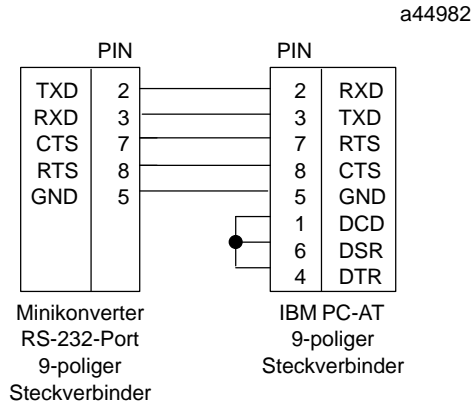 a44982
PIN PIN
TXD 2 2 RXD
RXD 3 3 TXD
CTS 7 7 RTS
RTS 8 8 CTS
GND 5 5 GND
1 DCD
6 DSR
4 DTR
Minikonverter
RS-232-Port
9-poliger
Steckverbinder
IBM PC-AT
9-poliger
Steckverbinder